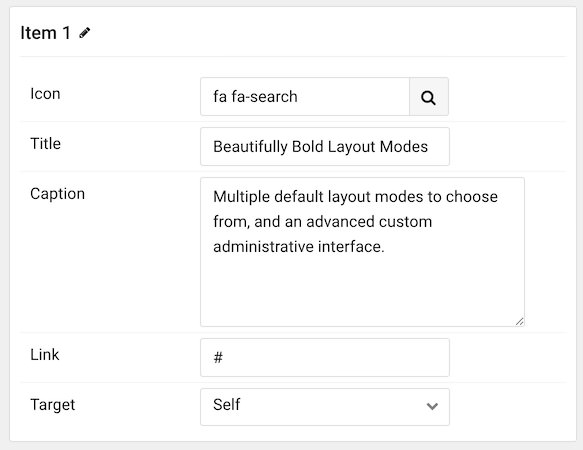 Item 1
Icon
fa fa-search
Title
Beautifully Bold Layout Modes
Caption
Multiple default layout modes to choose
from, and an advanced custom
administrative interface.
Link
#
Target
Self